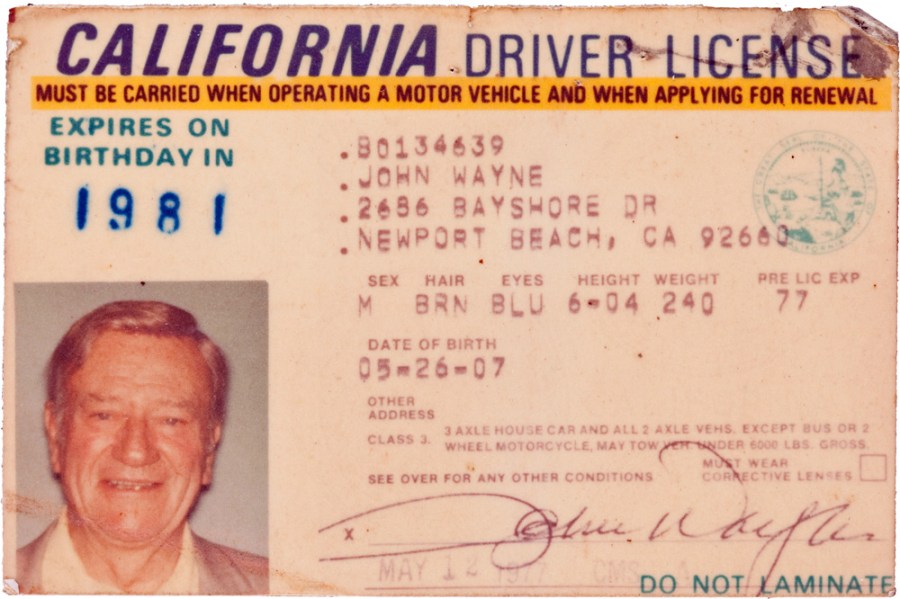 CALIFORNIA DRIVER LICENSE
MUST BE CARRIED WHEN OPERATING A MOTOR VEHICLE AND WHEN APPLYING FOR RENEWAL
EXPIRES ON
BIRTHDAY IN
1981
.B0134639
.JOHN WAYNE
.2686 BAYSHORE DR
.NEWPORT BEACH, CA 92660
SEX HAIR EYES HEIGHT WEIGHT PRE LIC EXP
M BRN BLU 6-04 240 77
DATE OF BIRTH
05-26-07
OTHER
ADDRESS
CLASS 3. 3 AXLE HOUSE CAR AND ALL 2 AXLE VEHS. EXCEPT BUS OR 2
WHEEL MOTORCYCLE, MAY TOW VEH. UNDER 6000 LBS. GROSS.
MUST WEAR
SEE OVER FOR ANY OTHER CONDITIONS CORRECTIVE LENSES
X John Wayne
MAY 12 1977 CMS
DO NOT LAMINATE